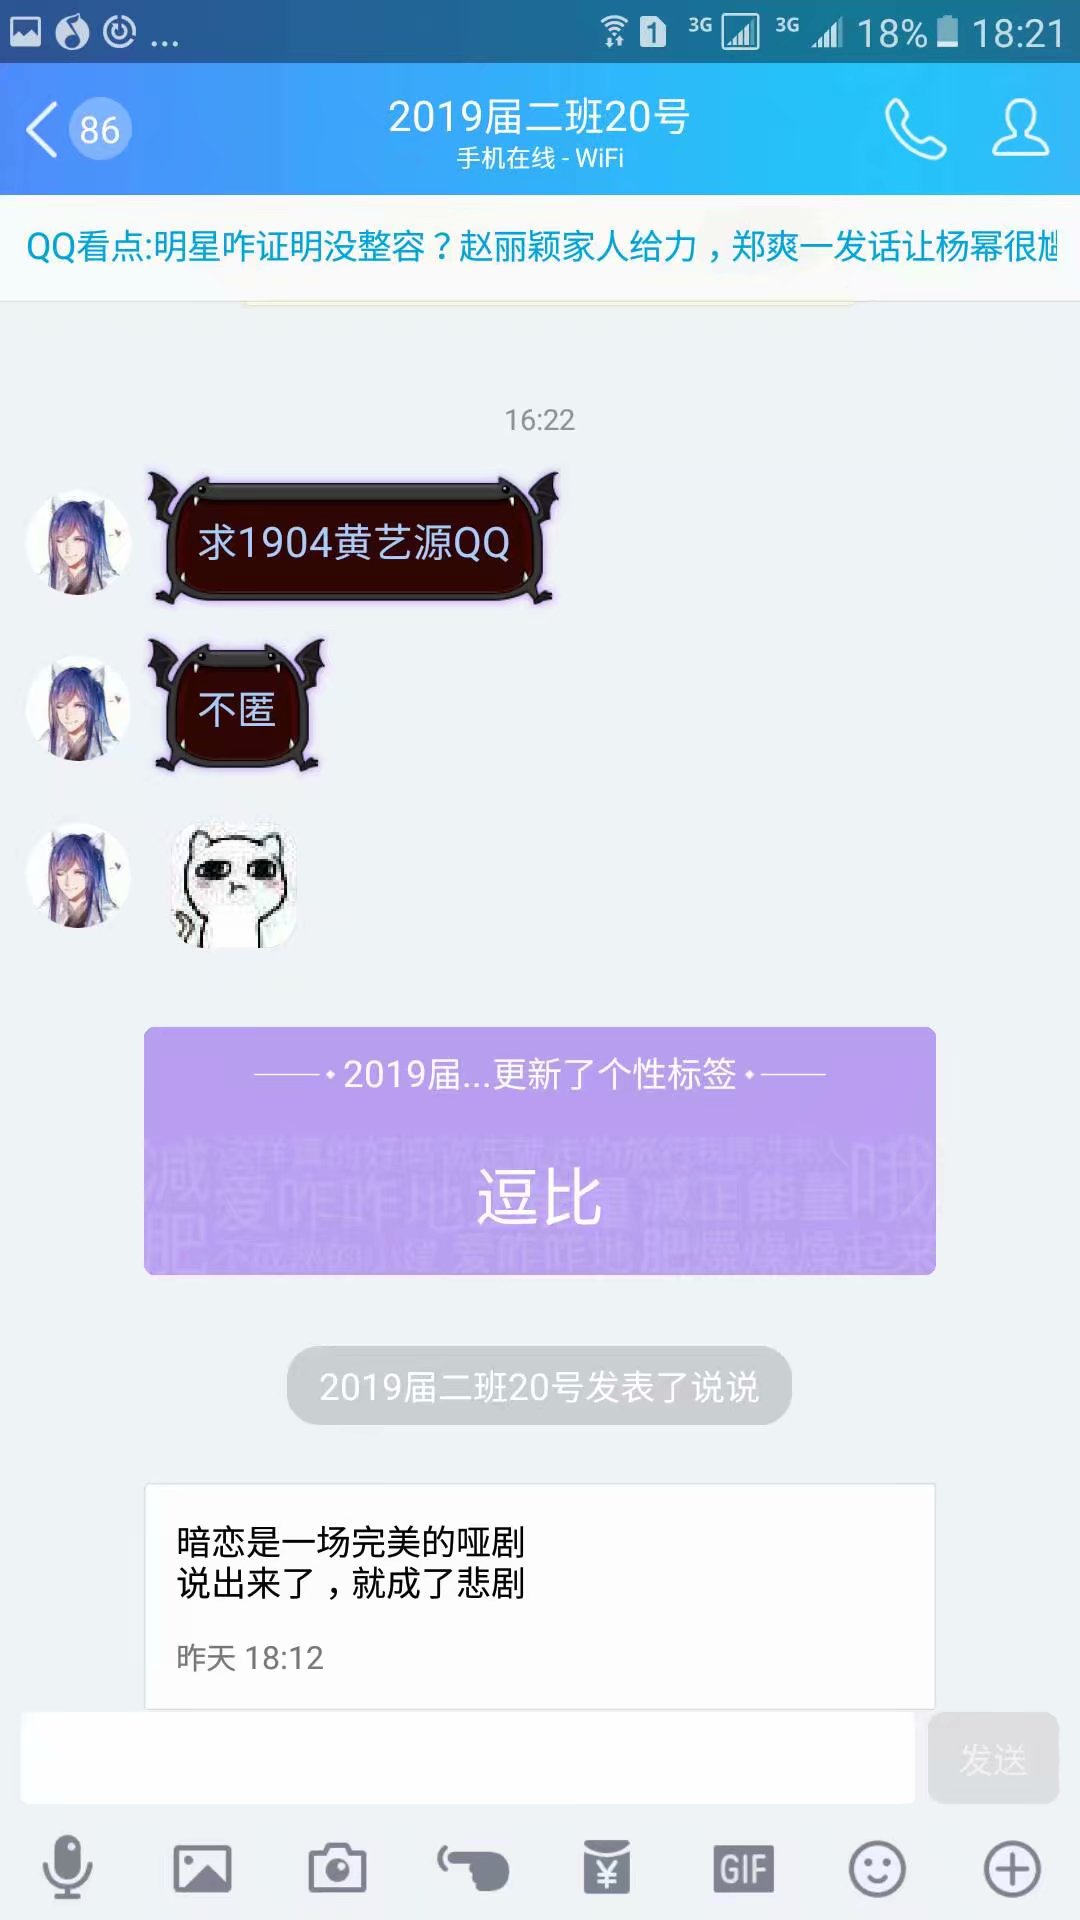 ... 1 3G 3G 18% 18:21
86
2019届二班20号
手机在线 - WiFi
QQ看点:明星咋证明没整容？赵丽颖家人给力，郑爽一发话让杨幂很尴
16:22
求1904黄艺源QQ
不匿
2019届...更新了个性标签
逗比
2019届二班20号发表了说说
暗恋是一场完美的哑剧
说出来了，就成了悲剧
昨天 18:12
发送
GIF